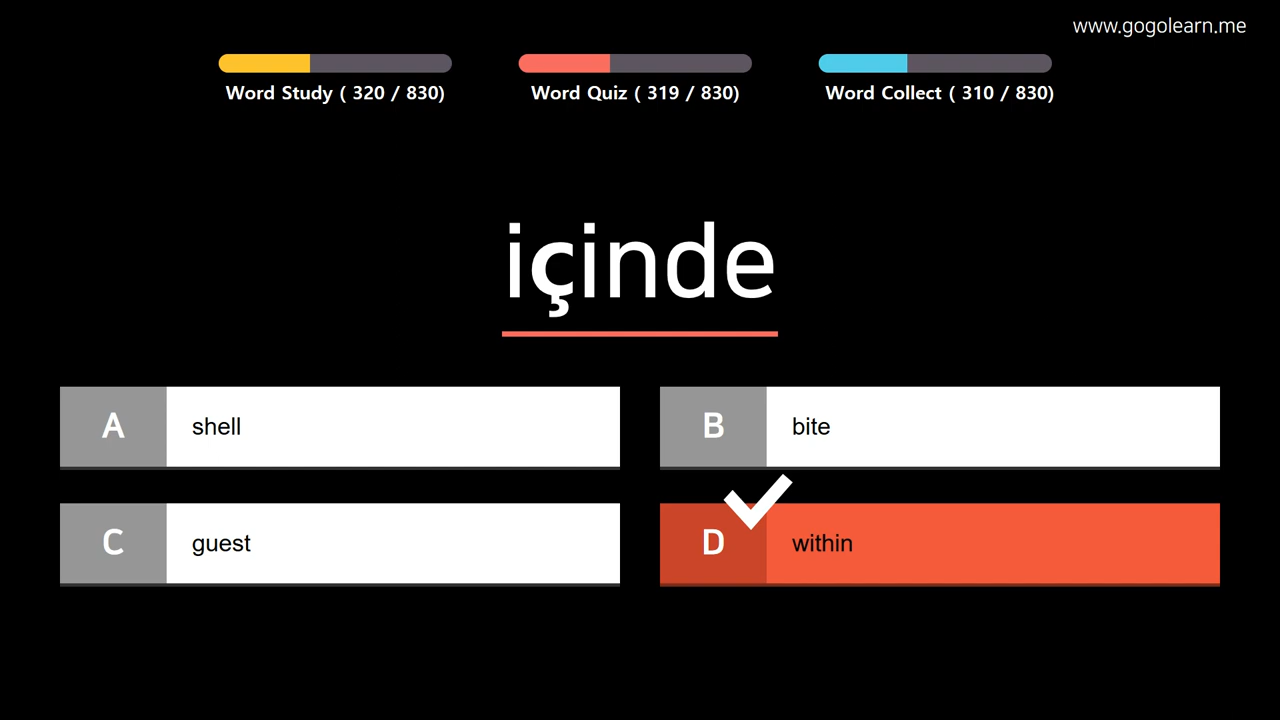 www.gogolearn.me
Word Study ( 320 / 830)
Word Quiz ( 319 / 830)
Word Collect ( 310 / 830)
içinde
A shell
B bite
C guest
D within